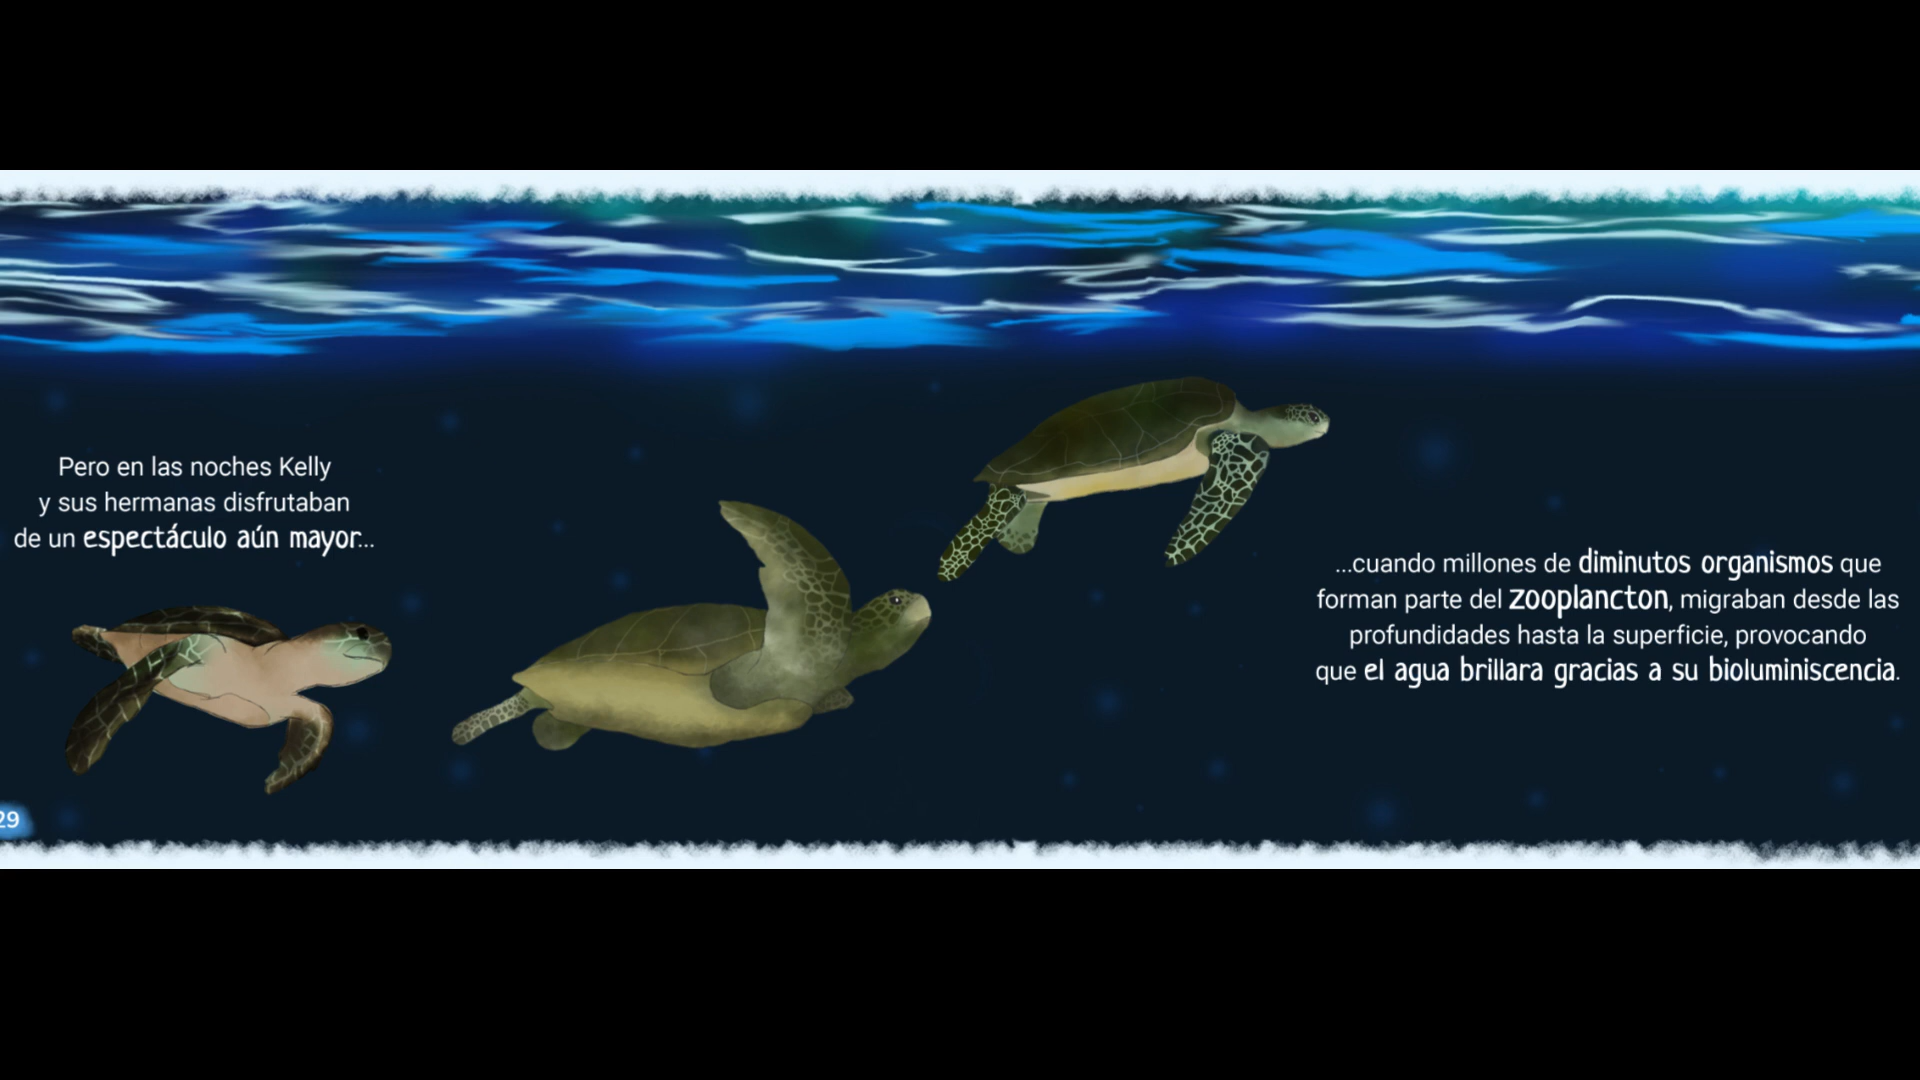 Pero en las noches Kelly
y sus hermanas disfrutaban
de un espectáculo aún mayor...
...cuando millones de diminutos organismos que
forman parte del zooplancton, migraban desde las
profundidades hasta la superficie, provocando
que el agua brillara gracias a su bioluminiscencia.
29